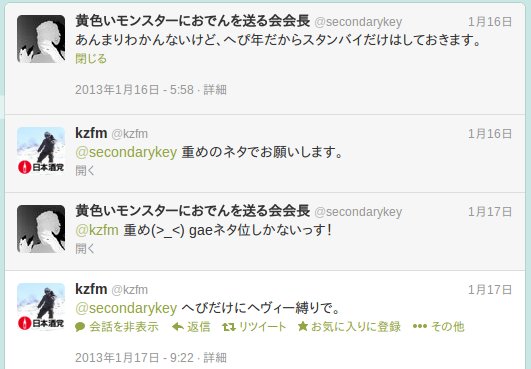 黄色いモンスターにおでんを送る会会長 @secondarykey 1月16日
あんまりわかんないけど、へび年だからスタンバイだけはしておきます。
閉じる
2013年1月16日 - 5:58 · 詳細
kzfm @kzfm 1月16日
@secondarykey 重めのネタでお願いします。
日本酒党
開く
黄色いモンスターにおでんを送る会会長 @secondarykey 1月17日
@kzfm 重め(>_<) gaeネタ位しかないっす!
開く
kzfm @kzfm 1月17日
@secondarykey へびだけにヘヴィー縛りで。
日本酒党
会話を非表示 返信 リツイート お気に入りに登録 その他
2013年1月17日 - 9:22 · 詳細